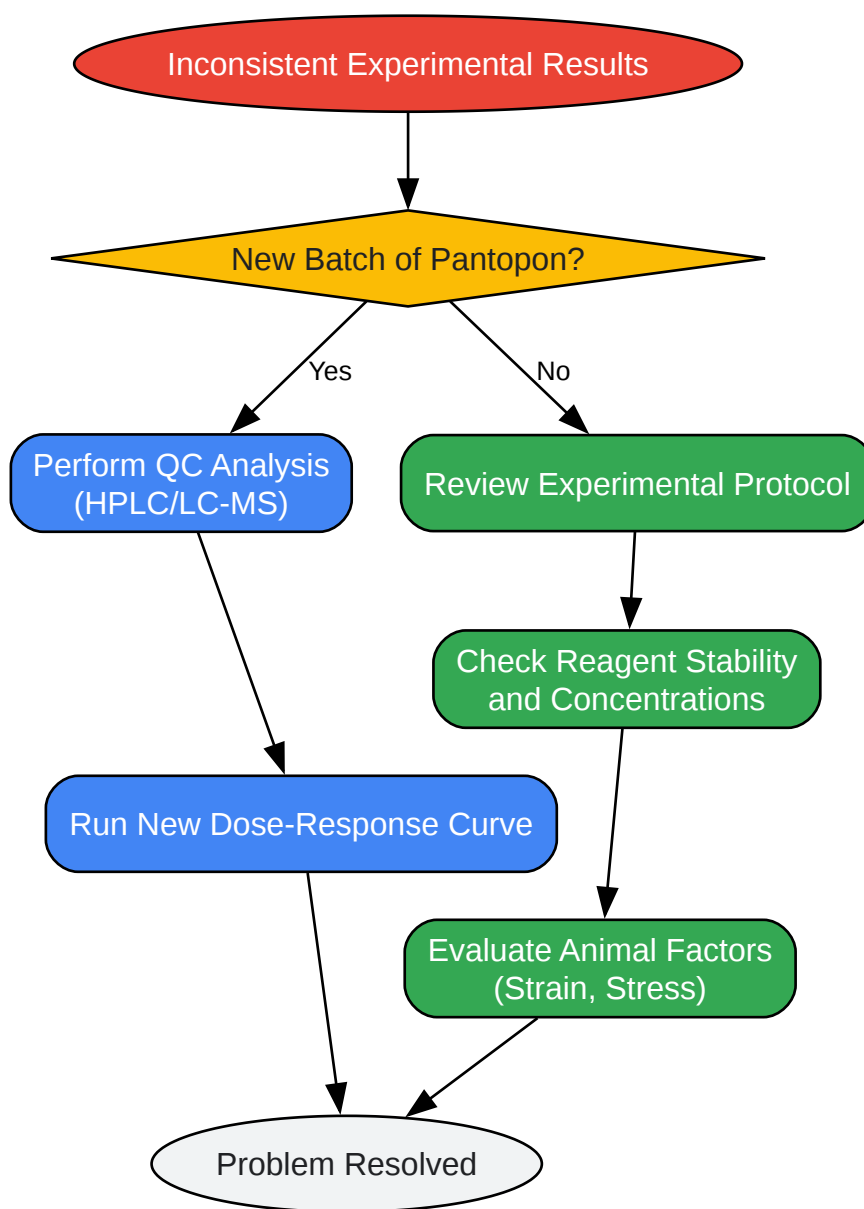 Inconsistent Experimental Results
New Batch of Pantopon?
Yes
No
Perform QC Analysis
(HPLC/LC-MS)
Review Experimental Protocol
Check Reagent Stability
and Concentrations
Run New Dose-Response Curve
Evaluate Animal Factors
(Strain, Stress)
Problem Resolved